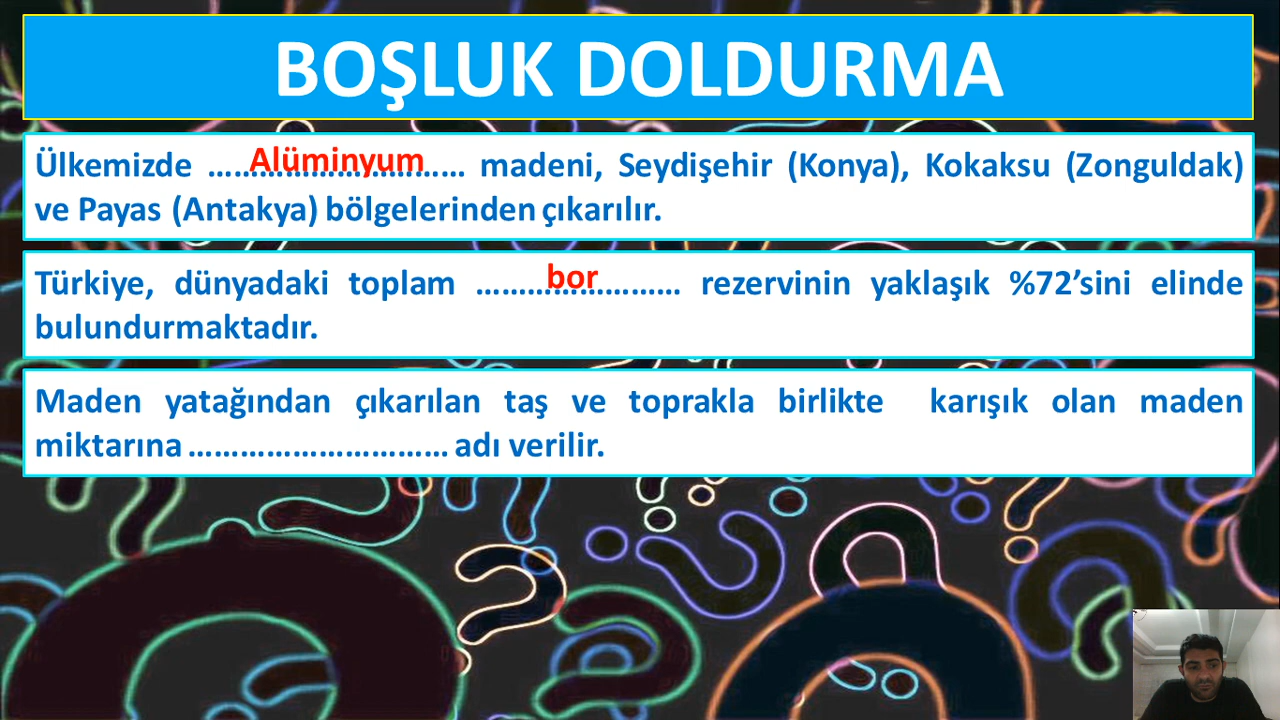 BOŞLUK DOLDURMA
Ülkemizde ...Alüminyum... madeni, Seydişehir (Konya), Kokaksu (Zonguldak)
ve Payas (Antakya) bölgelerinden çıkarılır.
Türkiye, dünyadaki toplam ...bor... rezervinin yaklaşık %72’sini elinde
bulundurmaktadır.
Maden yatağından çıkarılan taş ve toprakla birlikte karışık olan maden
miktarına ………………………… adı verilir.